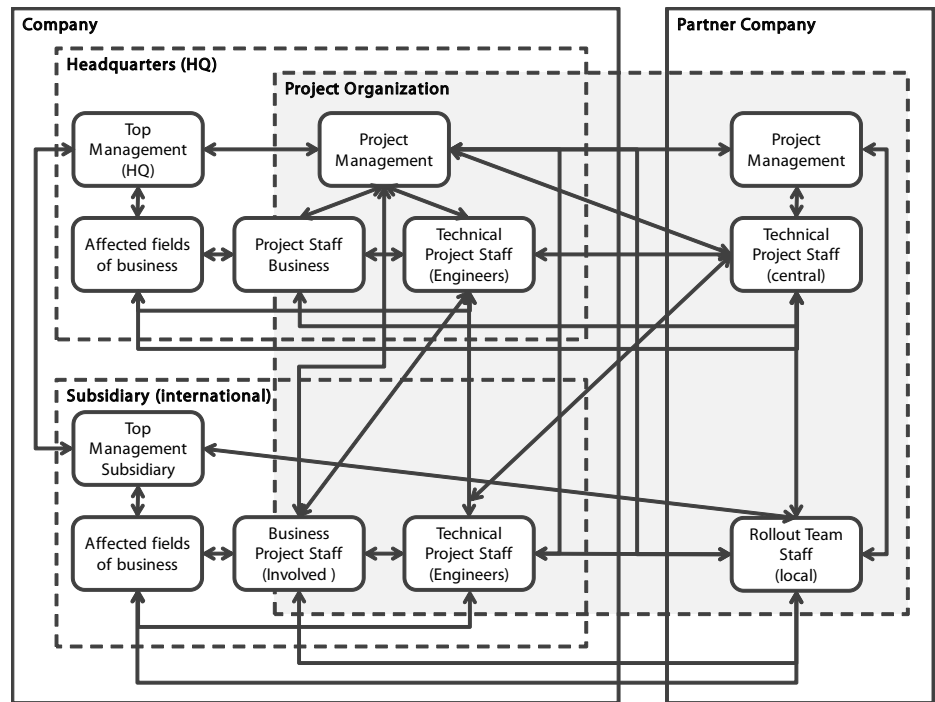 Company
Partner Company
Headquarters (HQ)
Project Organization
Top
Management
(HQ)
Project
Management
Project
Management
Affected fields
of business
Project Staff
Business
Technical
Project Staff
(Engineers)
Technical
Project Staff
(central)
Subsidiary (international)
Top
Management
Subsidiary
Affected fields
of business
Business
Project Staff
(Involved )
Technical
Project Staff
(Engineers)
Rollout Team
Staff
(local)